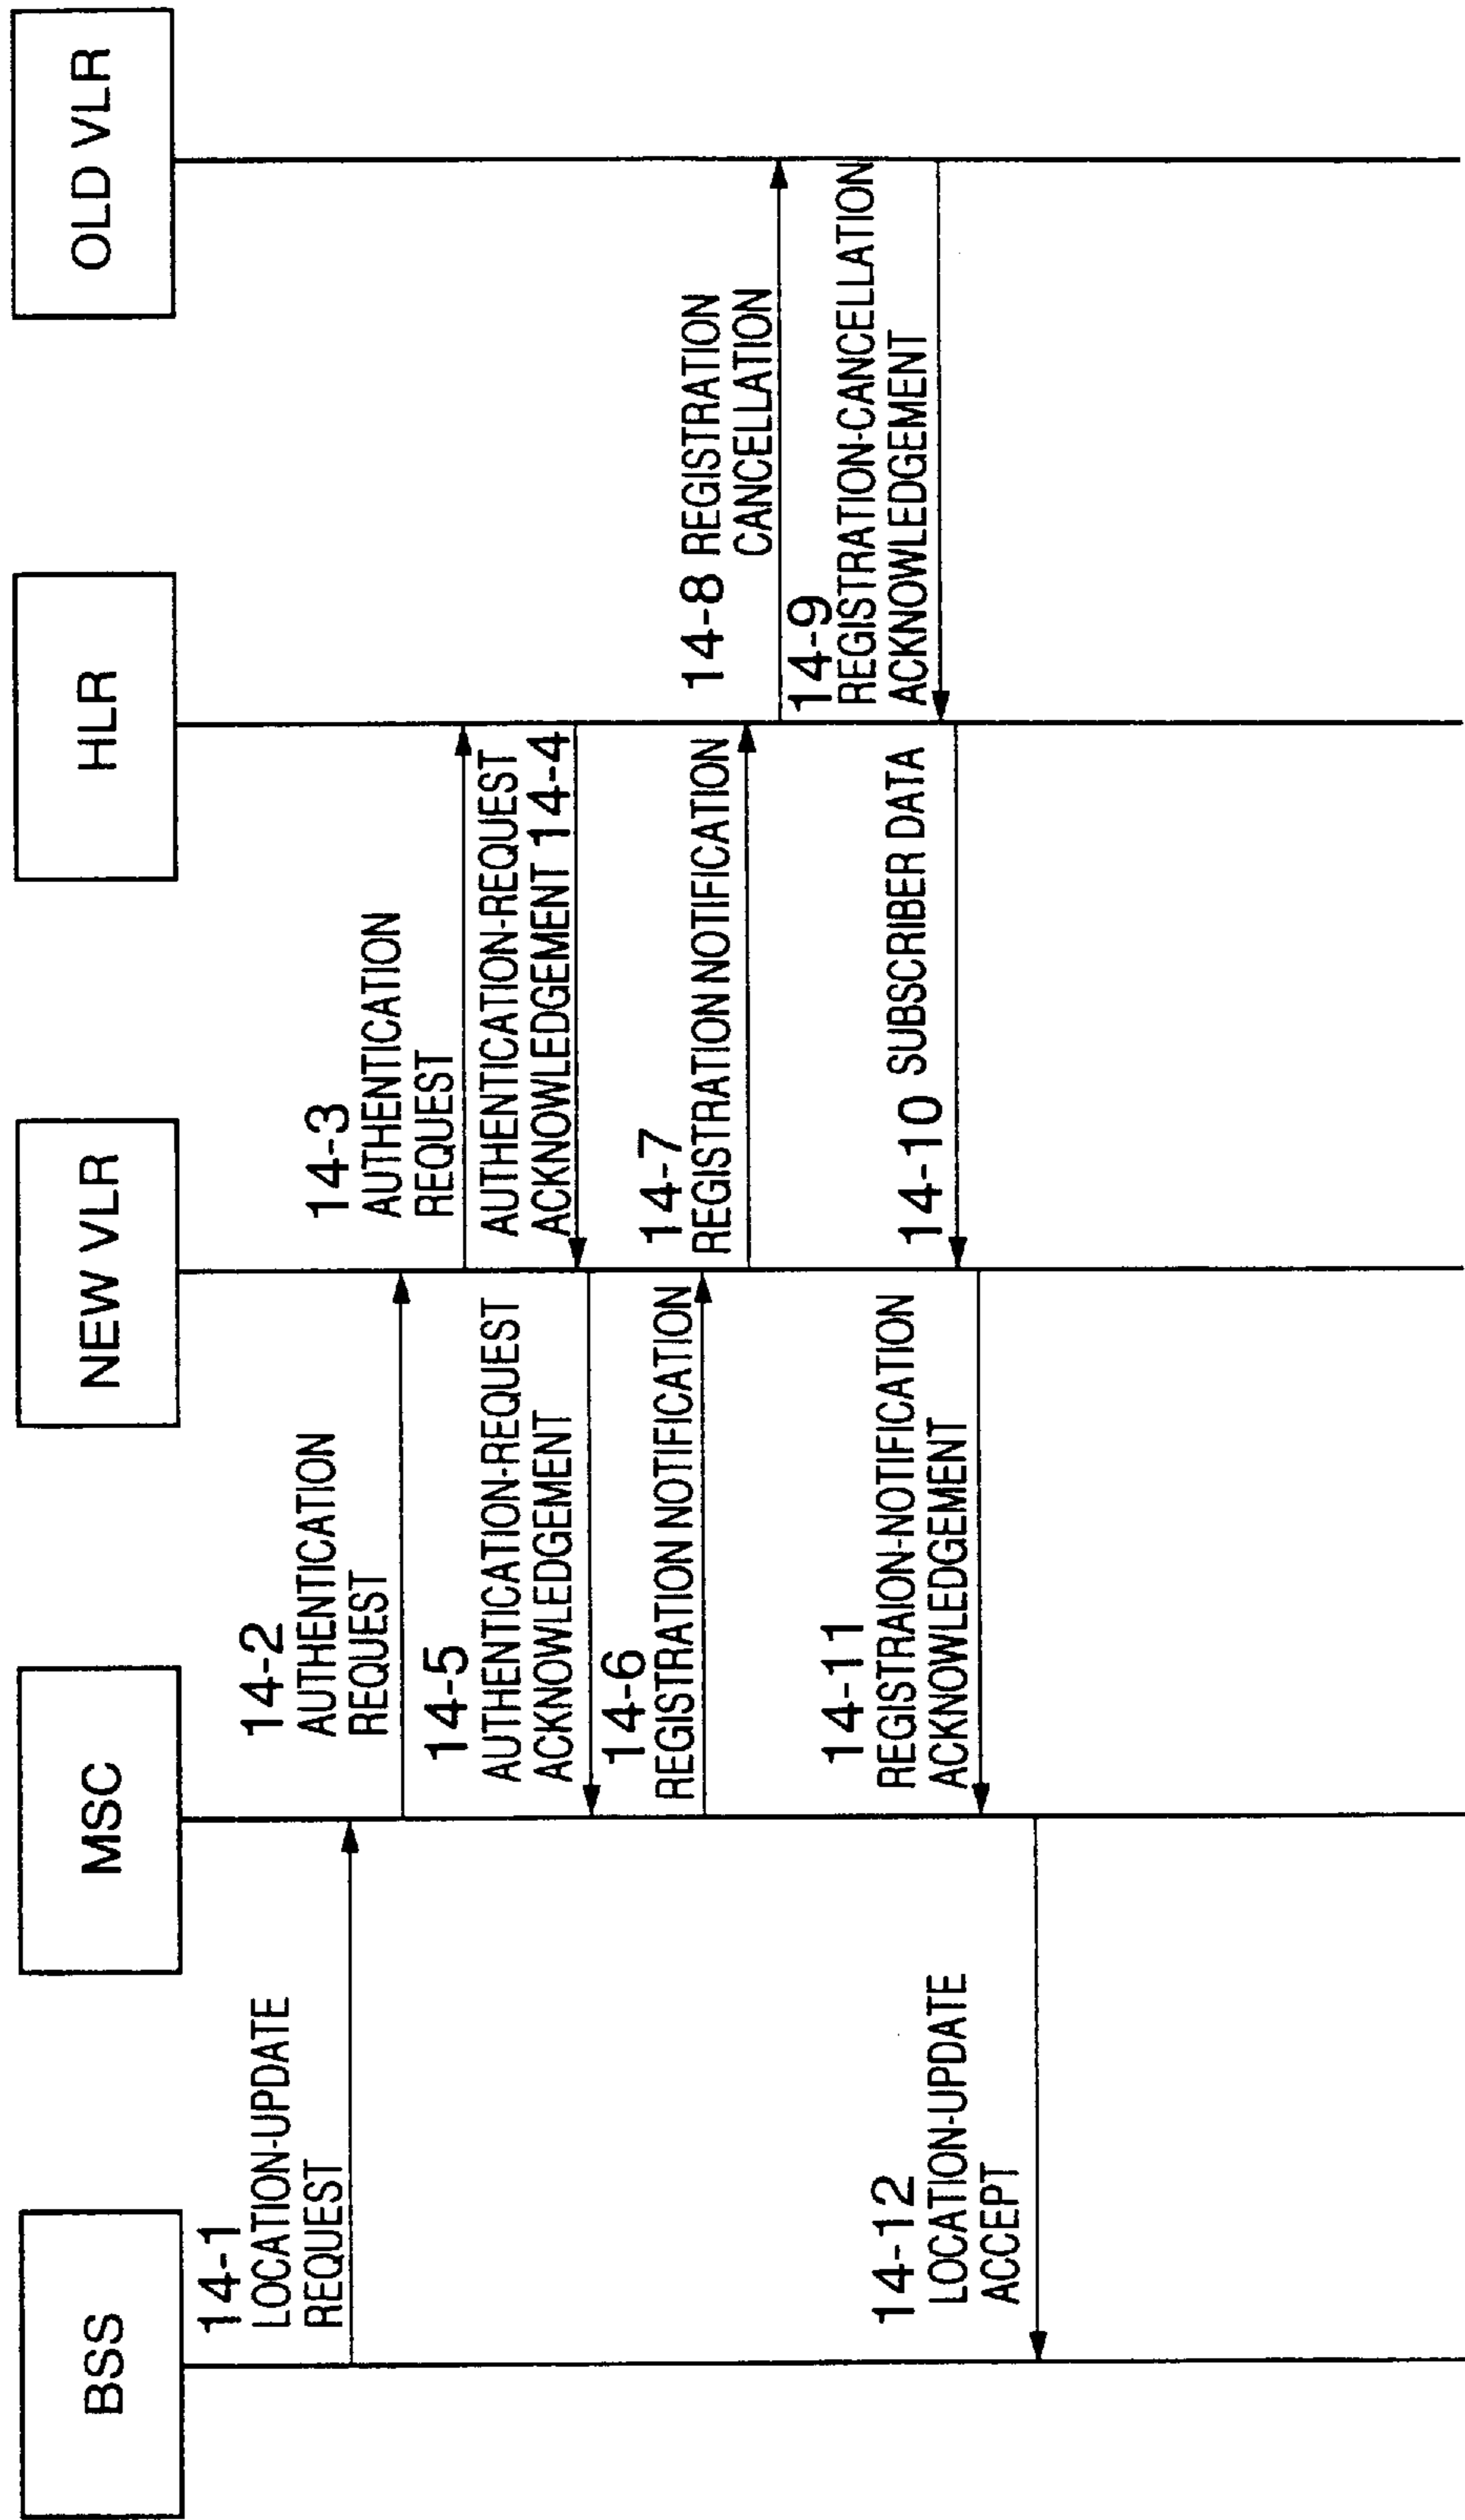 BSS
MSC
NEW VLR
HLR
OLD VLR
14-1
LOCATION-UPDATE
REQUEST
14-2
AUTHENTICATION
REQUEST
14-3
AUTHENTICATION
REQUEST
AUTHENTICATION-REQUEST
ACKNOWLEDGEMENT 14-4
14-5
AUTHENTICATION-REQUEST
ACKNOWLEDGEMENT
14-6
REGISTRATION NOTIFICATION
14-7
REGISTRATION NOTIFICATION
14-8 REGISTRATION
CANCELLATION
14-9
REGISTRATION-CANCELLATION
ACKNOWLEDGEMENT
14-10 SUBSCRIBER DATA
14-11
REGISTRAION-NOTIFICATION
ACKNOWLEDGEMENT
14-12
LOCATION-UPDATE
ACCEPT